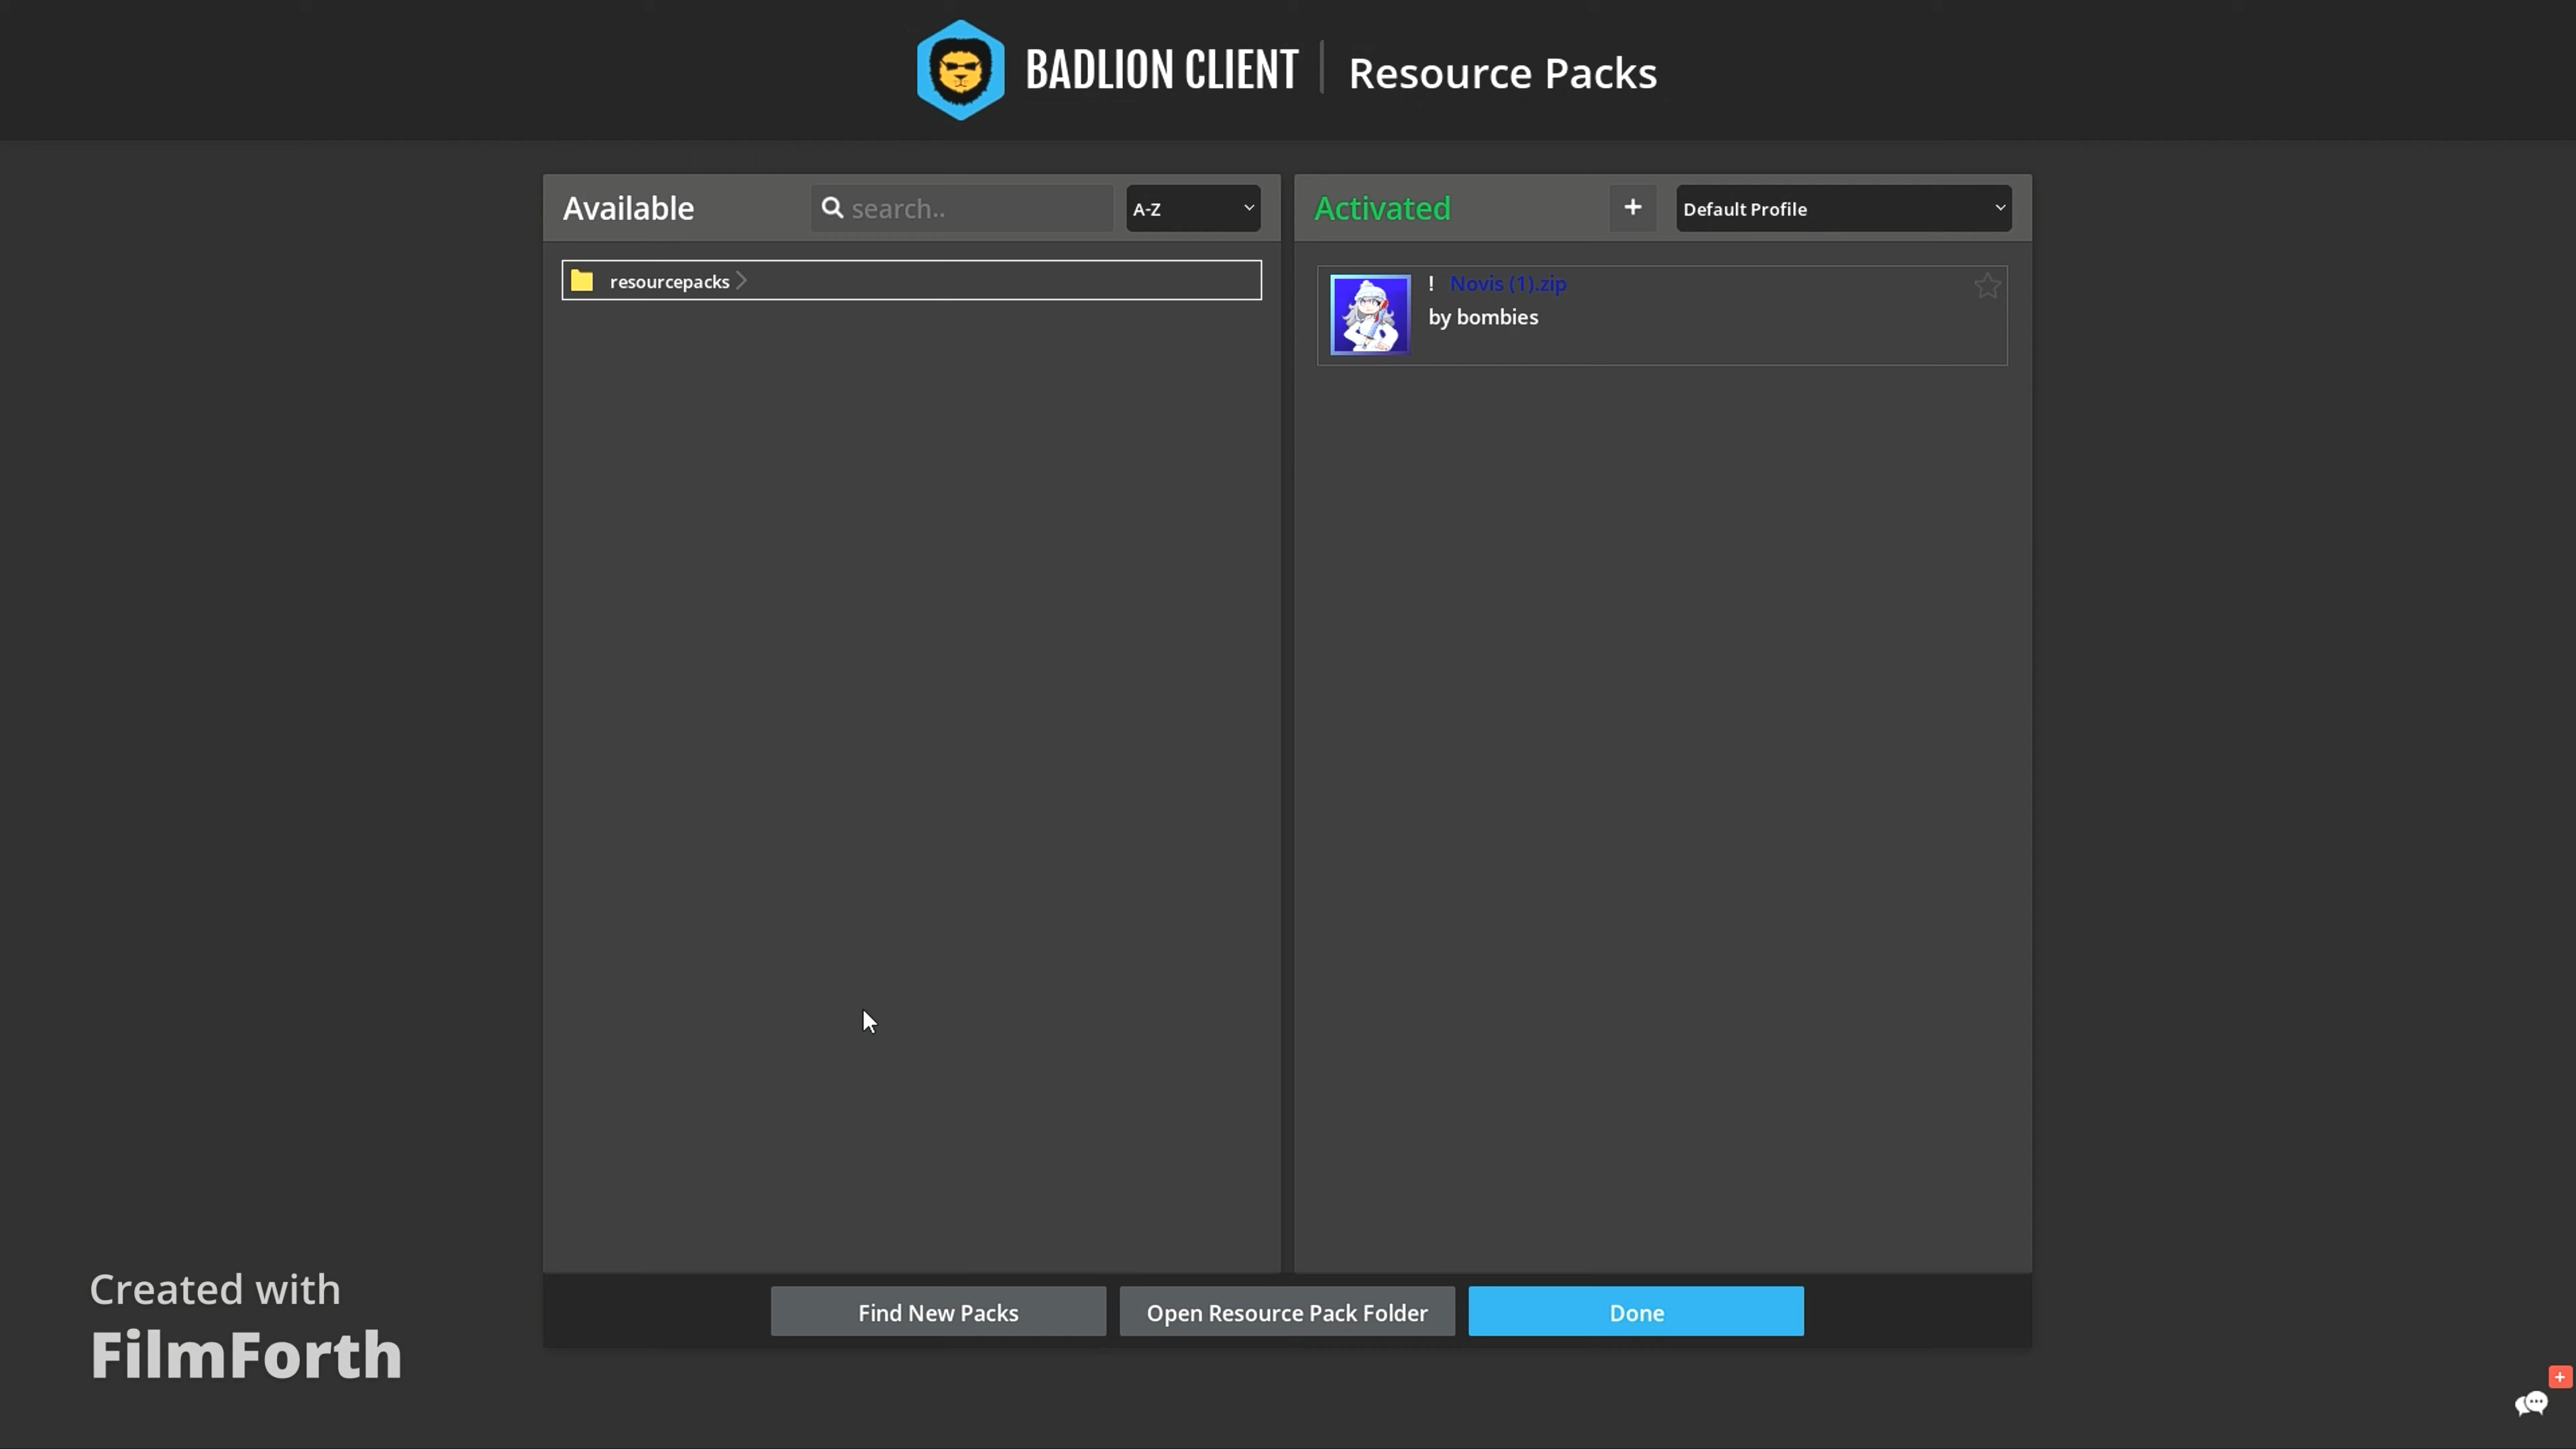 BADLION CLIENT | Resource Packs
Available
search..
A-Z
Activated
+
Default Profile
resourcepacks
! Novis (1).zip
by bombies
Find New Packs
Open Resource Pack Folder
Done
Created with
FilmForth
+